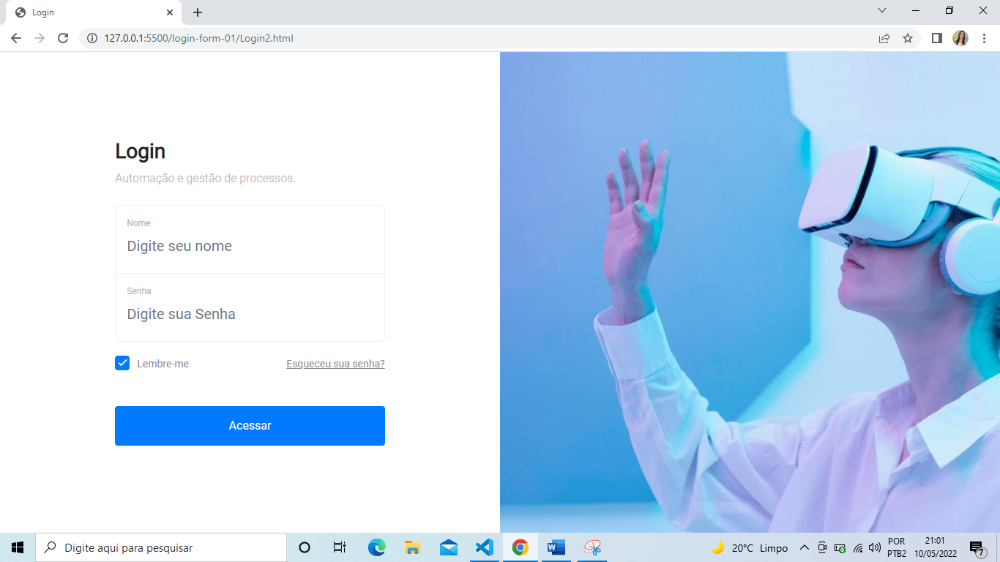 Login
127.0.0.1:5500/login-form-01/Login2.html
Login
Automação e gestão de processos.
Nome
Digite seu nome
Senha
Digite sua Senha
Lembre-me
Esqueceu sua senha?
Acessar
Digite aqui para pesquisar
20°C Limpo
POR
PTB2
21:01
10/05/2022
7